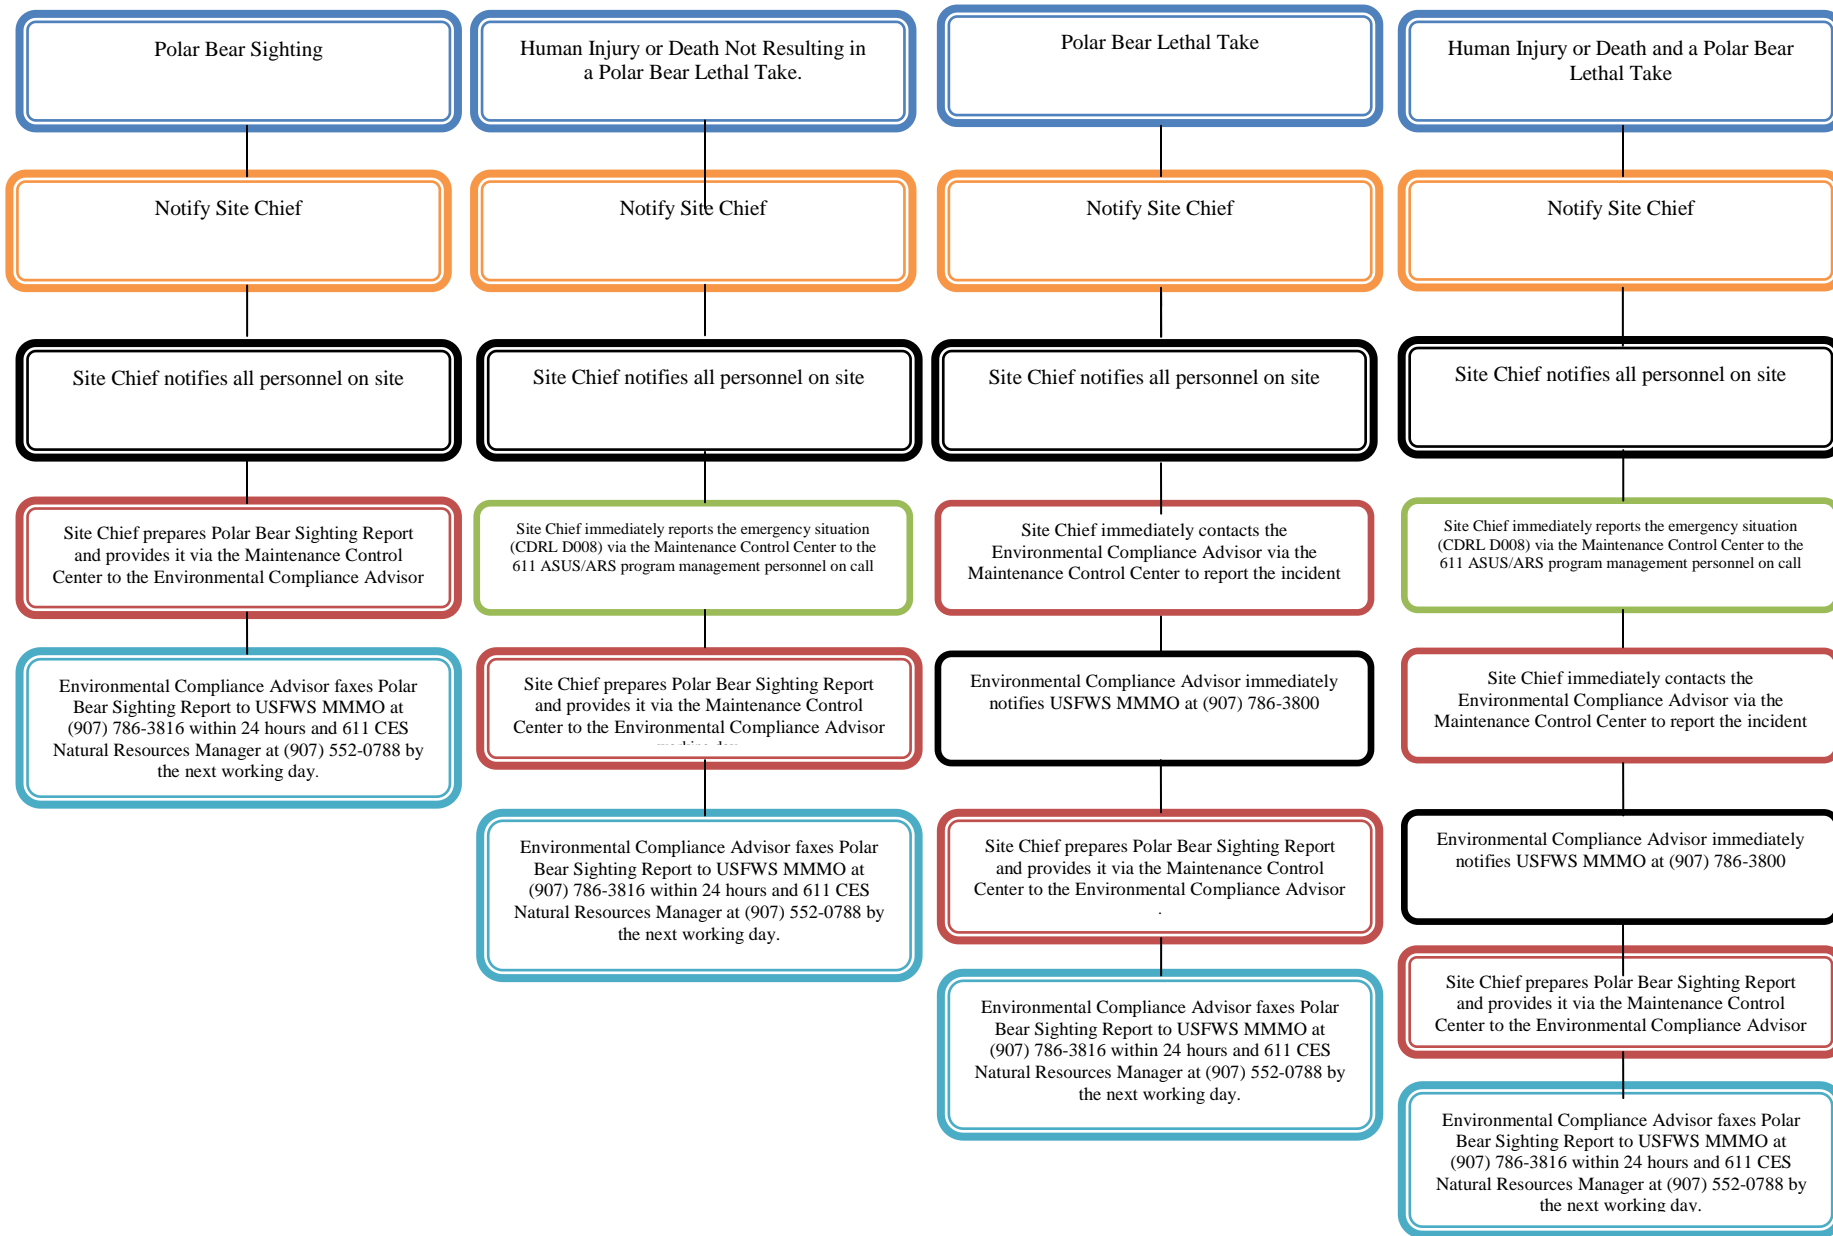 Polar Bear Sighting
Notify Site Chief
Site Chief notifies all personnel on site
Site Chief prepares Polar Bear Sighting Report
and provides it via the Maintenance Control
Center to the Environmental Compliance Advisor
Environmental Compliance Advisor faxes Polar
Bear Sighting Report to USFWS MMMO at
(907) 786-3816 within 24 hours and 611 CES
Natural Resources Manager at (907) 552-0788 by
the next working day.
Human Injury or Death Not Resulting in
a Polar Bear Lethal Take.
Notify Site Chief
Site Chief notifies all personnel on site
Site Chief immediately reports the emergency situation
(CDRL D008) via the Maintenance Control Center to the
611 ASUS/ARS program management personnel on call
Site Chief prepares Polar Bear Sighting Report
and provides it via the Maintenance Control
Center to the Environmental Compliance Advisor
Environmental Compliance Advisor faxes Polar
Bear Sighting Report to USFWS MMMO at
(907) 786-3816 within 24 hours and 611 CES
Natural Resources Manager at (907) 552-0788 by
the next working day.
Polar Bear Lethal Take
Notify Site Chief
Site Chief notifies all personnel on site
Site Chief immediately contacts the
Environmental Compliance Advisor via the
Maintenance Control Center to report the incident
Environmental Compliance Advisor immediately
notifies USFWS MMMO at (907) 786-3800
Site Chief prepares Polar Bear Sighting Report
and provides it via the Maintenance Control
Center to the Environmental Compliance Advisor
.
Environmental Compliance Advisor faxes Polar
Bear Sighting Report to USFWS MMMO at
(907) 786-3816 within 24 hours and 611 CES
Natural Resources Manager at (907) 552-0788 by
the next working day.
Human Injury or Death and a Polar Bear
Lethal Take
Notify Site Chief
Site Chief notifies all personnel on site
Site Chief immediately reports the emergency situation
(CDRL D008) via the Maintenance Control Center to the
611 ASUS/ARS program management personnel on call
Site Chief immediately contacts the
Environmental Compliance Advisor via the
Maintenance Control Center to report the incident
Environmental Compliance Advisor immediately
notifies USFWS MMMO at (907) 786-3800
Site Chief prepares Polar Bear Sighting Report
and provides it via the Maintenance Control
Center to the Environmental Compliance Advisor
Environmental Compliance Advisor faxes Polar
Bear Sighting Report to USFWS MMMO at
(907) 786-3816 within 24 hours and 611 CES
Natural Resources Manager at (907) 552-0788 by
the next working day.